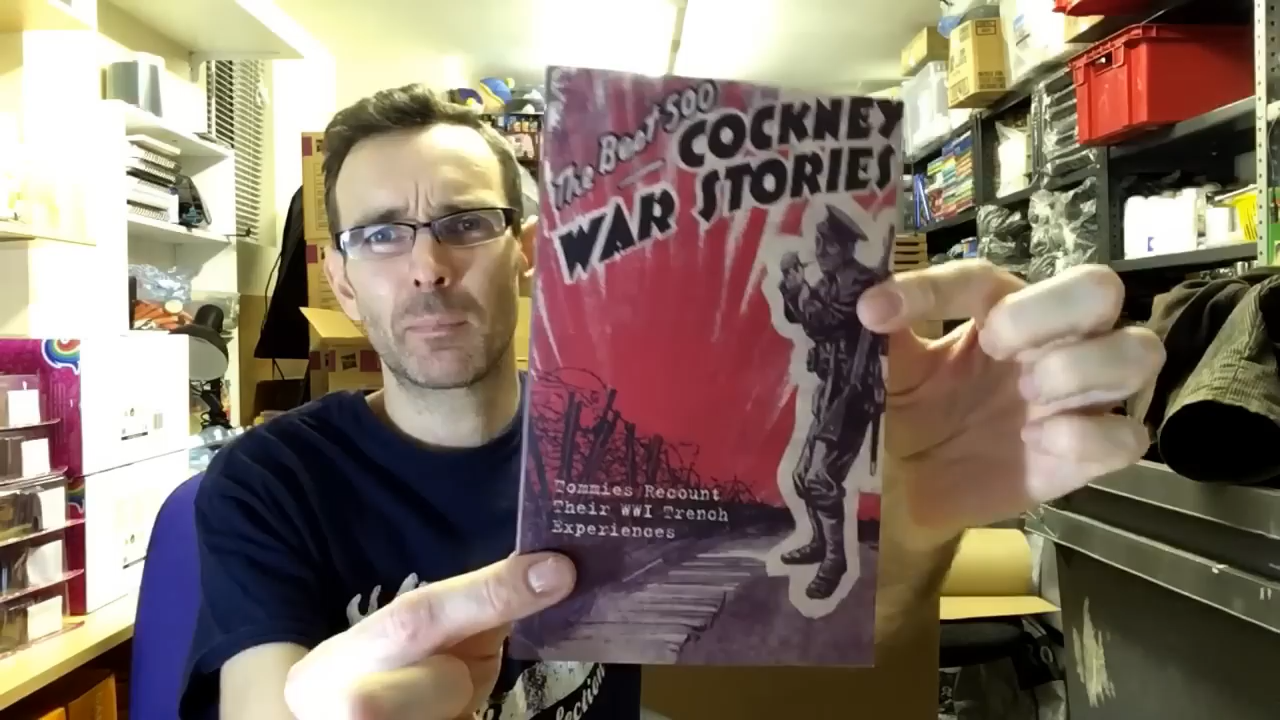 The Best 500
COCKNEY
WAR STORIES
Tommies Recount
Their WWI Trench
Experiences